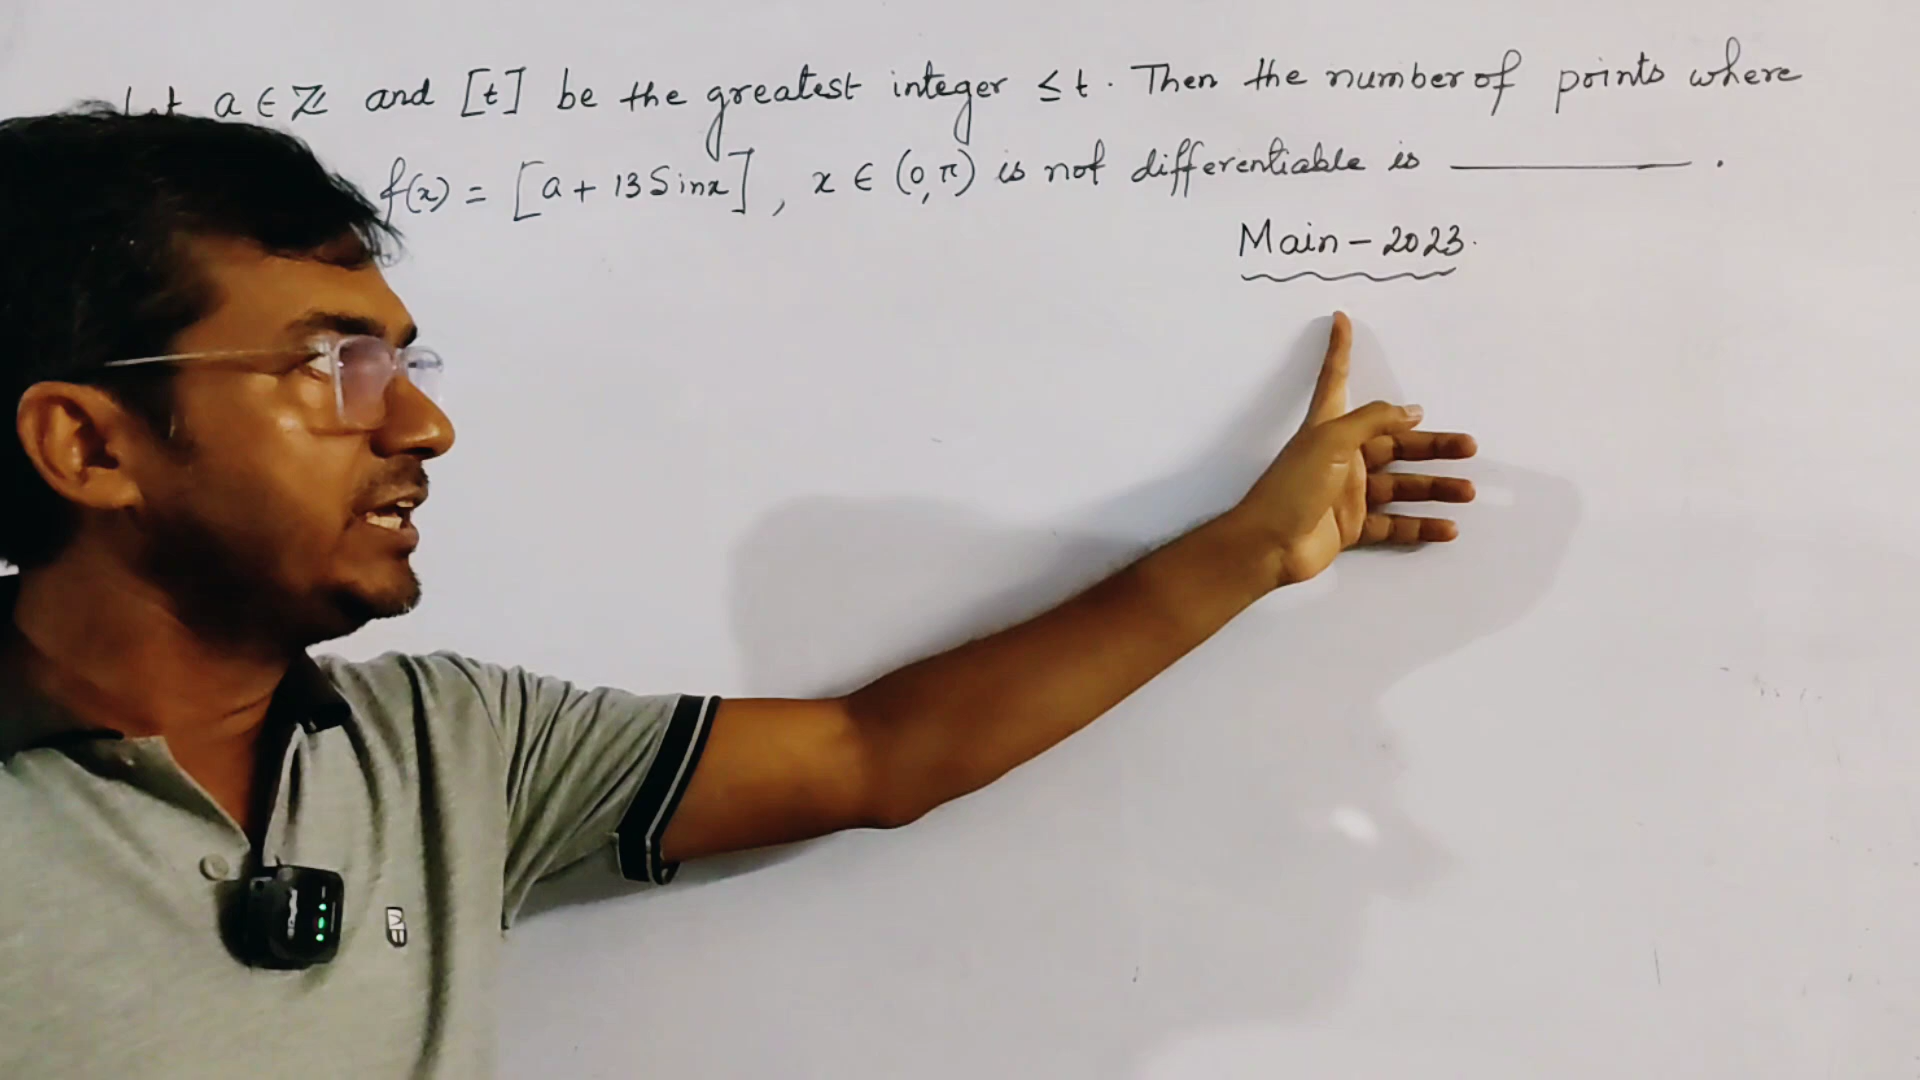 Let a ∈ ℤ and [t] be the greatest integer ≤ t. Then the number of points where
f(x) = [a + 13 Sinx], x ∈ (0, π) is not differentiable is ________.
Main - 2023.